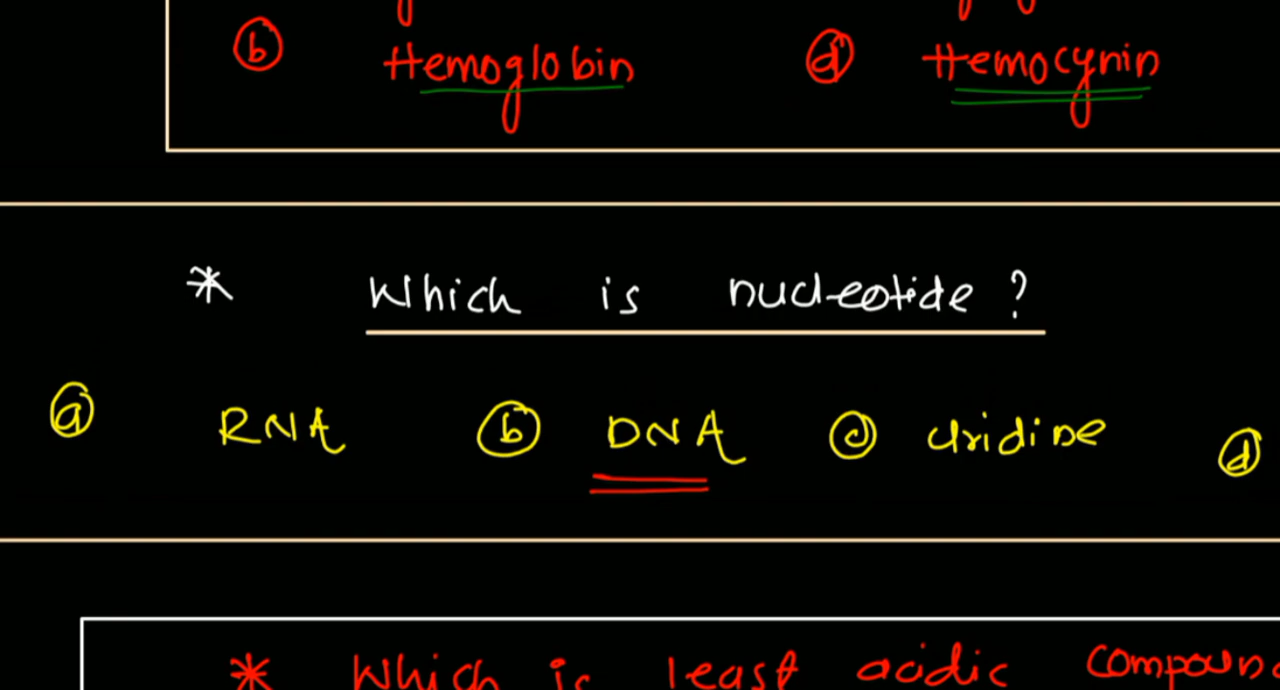 (b) Hemoglobin (d) Hemocynin
* Which is nucleotide?
(a) RNA (b) DNA (c) Uridine (d)
* Which is least acidic